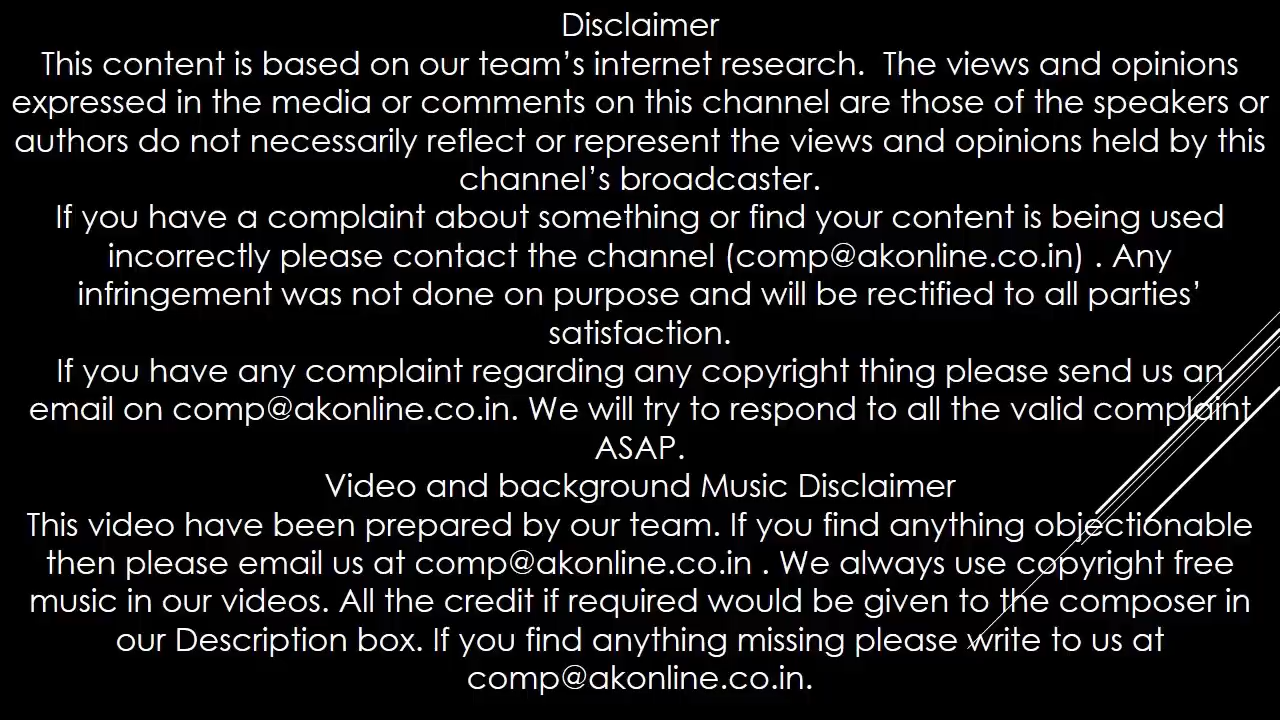 Disclaimer
This content is based on our team’s internet research.  The views and opinions
expressed in the media or comments on this channel are those of the speakers or
authors do not necessarily reflect or represent the views and opinions held by this
channel’s broadcaster.
If you have a complaint about something or find your content is being used
incorrectly please contact the channel (comp@akonline.co.in) . Any
infringement was not done on purpose and will be rectified to all parties’
satisfaction.
If you have any complaint regarding any copyright thing please send us an
email on comp@akonline.co.in. We will try to respond to all the valid complaint
ASAP.
Video and background Music Disclaimer
This video have been prepared by our team. If you find anything objectionable
then please email us at comp@akonline.co.in . We always use copyright free
music in our videos. All the credit if required would be given to the composer in
our Description box. If you find anything missing please write to us at
comp@akonline.co.in.